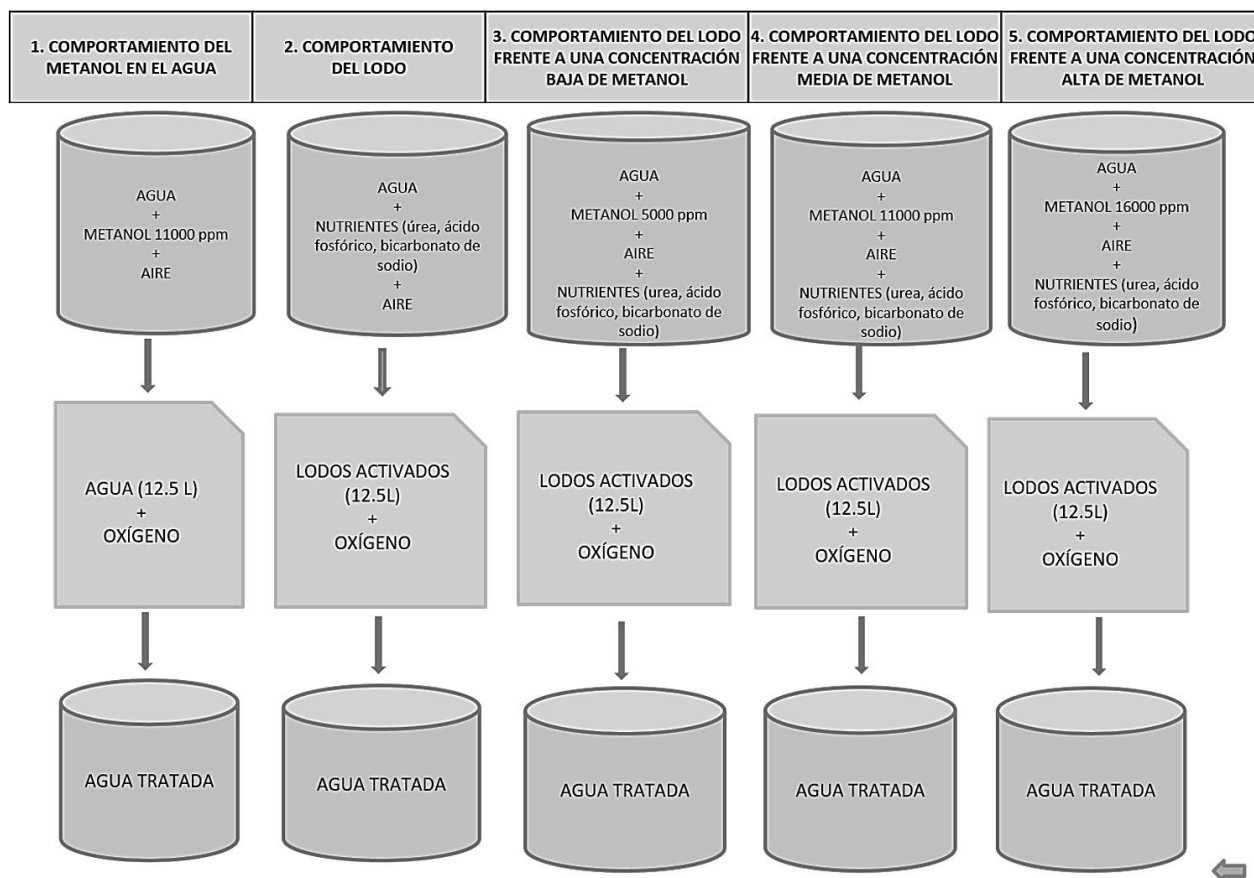 1. COMPORTAMIENTO DEL
METANOL EN EL AGUA
2. COMPORTAMIENTO
DEL LODO
3. COMPORTAMIENTO DEL LODO
FRENTE A UNA CONCENTRACIÓN
BAJA DE METANOL
4. COMPORTAMIENTO DEL LODO
FRENTE A UNA CONCENTRACIÓN
MEDIA DE METANOL
5. COMPORTAMIENTO DEL LODO
FRENTE A UNA CONCENTRACIÓN
ALTA DE METANOL
AGUA
+
METANOL 11000 ppm
+
AIRE
AGUA
+
NUTRIENTES (úrea, ácido
fosfórico, bicarbonato de
sodio)
+
AIRE
AGUA
+
METANOL 5000 ppm
+
AIRE
+
NUTRIENTES (urea, ácido
fosfórico, bicarbonato de
sodio)
AGUA
+
METANOL 11000 ppm
+
AIRE
+
NUTRIENTES (urea, ácido
fosfórico, bicarbonato de
sodio)
AGUA
+
METANOL 16000 ppm
+
AIRE
+
NUTRIENTES (urea, ácido
fosfórico, bicarbonato de
sodio)
AGUA (12.5 L)
+
OXÍGENO
LODOS ACTIVADOS
(12.5L)
+
OXÍGENO
LODOS ACTIVADOS
(12.5L)
+
OXÍGENO
LODOS ACTIVADOS
(12.5L)
+
OXÍGENO
LODOS ACTIVADOS
(12.5L)
+
OXÍGENO
AGUA TRATADA
AGUA TRATADA
AGUA TRATADA
AGUA TRATADA
AGUA TRATADA